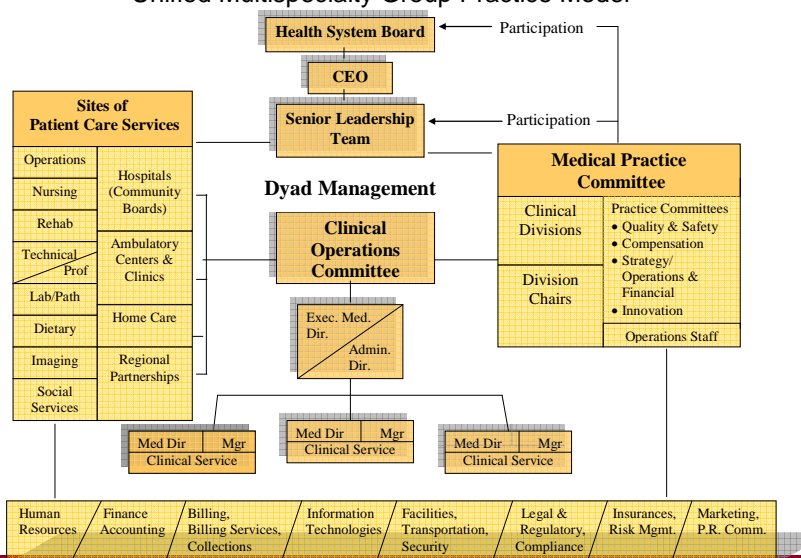 Unified Multispecialty Group Practice Model
Health System Board
Participation
CEO
Senior Leadership
Team
Participation
Sites of
Patient Care Services
Operations
Nursing
Rehab
Technical
Prof
Lab/Path
Dietary
Imaging
Social
Services
Hospitals
(Community
Boards)
Ambulatory
Centers &
Clinics
Home Care
Regional
Partnerships
Dyad Management
Clinical
Operations
Committee
Exec. Med.
Dir.
Admin.
Dir.
Medical Practice
Committee
Clinical
Divisions
Division
Chairs
Practice Committees
• Quality & Safety
• Compensation
• Strategy/
Operations &
Financial
• Innovation
Operations Staff
Med Dir Mgr
Clinical Service
Med Dir Mgr
Clinical Service
Med Dir Mgr
Clinical Service
Human
Resources
Finance
Accounting
Billing,
Billing Services,
Collections
Information
Technologies
Facilities,
Transportation,
Security
Legal &
Regulatory,
Compliance
Insurances,
Risk Mgmt.
Marketing,
P.R. Comm.